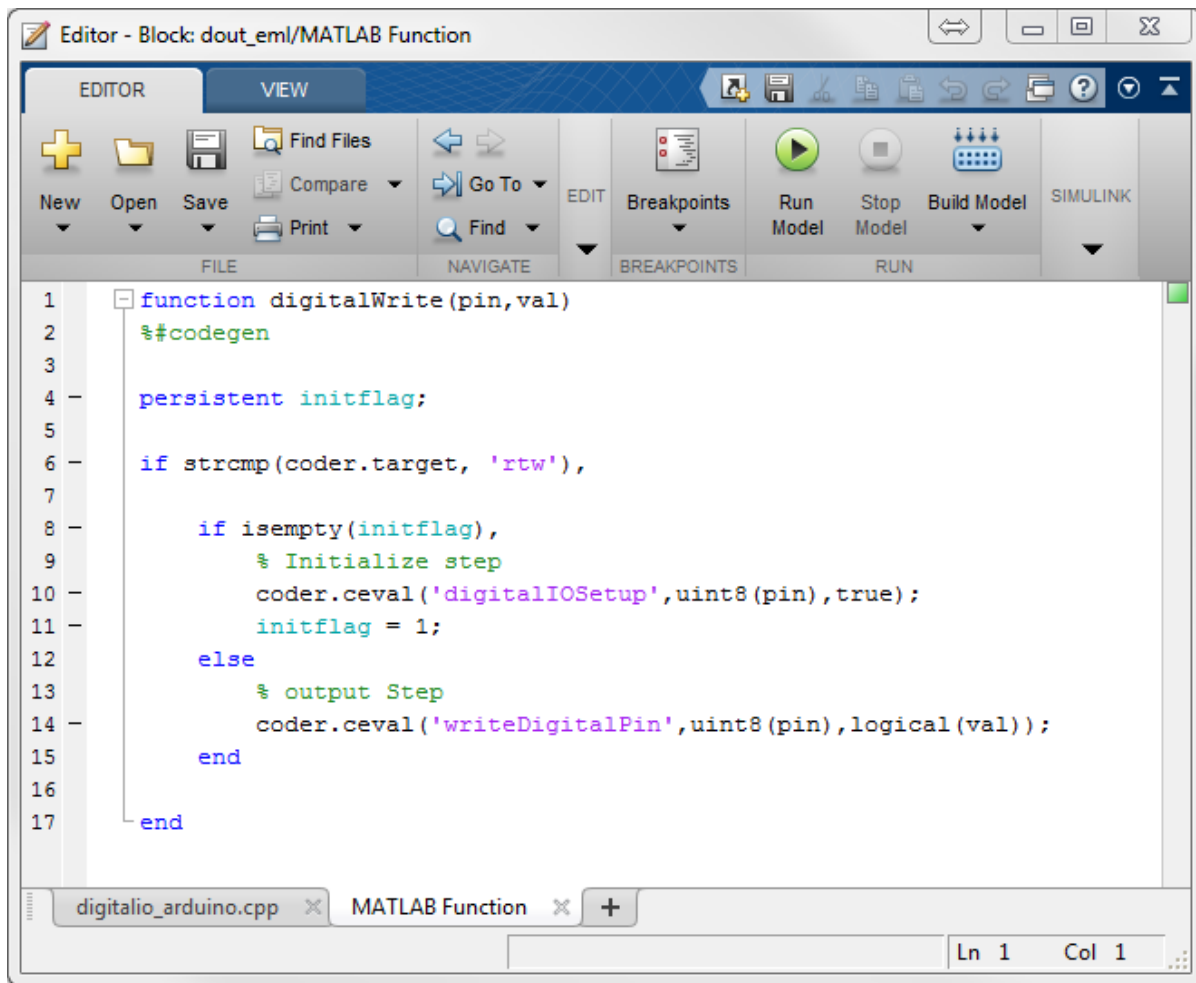 Editor - Block: dout_eml/MATLAB Function
EDITOR VIEW
New Open Save Find Files Compare Print
FILE
Go To Find
NAVIGATE
EDIT
Breakpoints
BREAKPOINTS
Run Model Stop Model Build Model
RUN
SIMULINK
1 function digitalWrite(pin,val)
2 %#codegen
3
4 – persistent initflag;
5
6 – if strcmp(coder.target, 'rtw'),
7
8 – if isempty(initflag),
9 % Initialize step
10 – coder.ceval('digitalIOSetup',uint8(pin),true);
11 – initflag = 1;
12 else
13 % output Step
14 – coder.ceval('writeDigitalPin',uint8(pin),logical(val));
15 end
16
17 end
digitalio_arduino.cpp MATLAB Function
Ln 1 Col 1